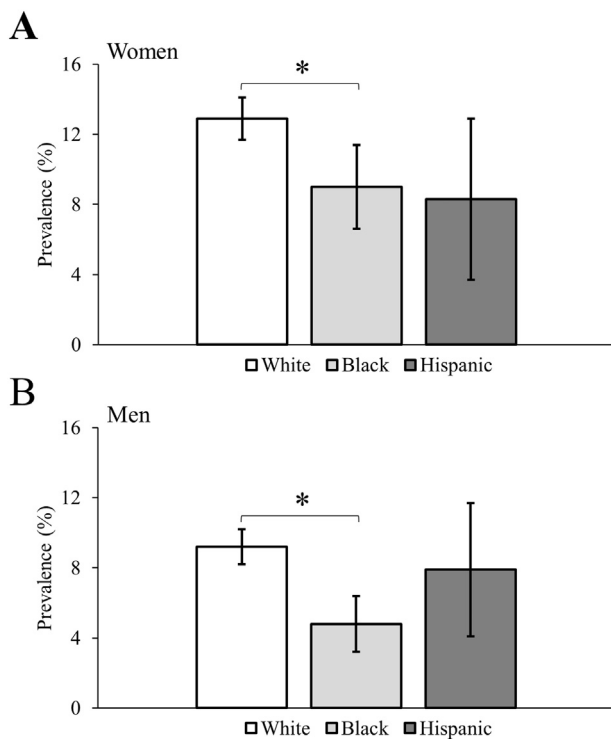 A
Women
16
*
12
8
4
0
Prevalence (%)
White Black Hispanic
B
Men
16
*
12
8
4
0
Prevalence (%)
White Black Hispanic